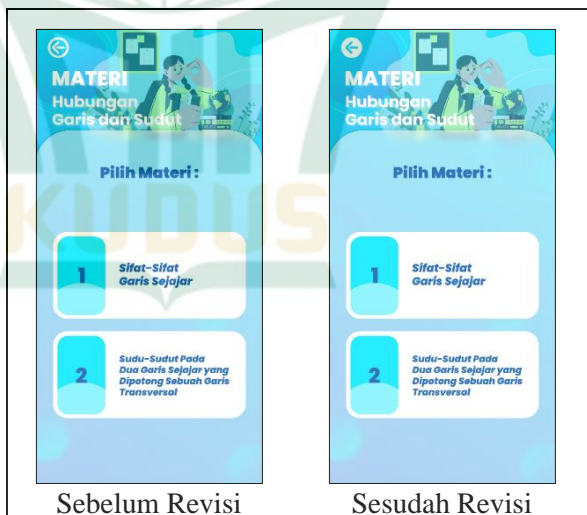 MATERI
Hubungan
Garis dan Sudut
Pilih Materi :
1
Sifat-Sifat
Garis Sejajar
2
Sudu-Sudut Pada
Dua Garis Sejajar yang
Dipotong Sebuah Garis
Transversal
Sebelum Revisi
MATERI
Hubungan
Garis dan Sudut
Pilih Materi :
1
Sifat-Sifat
Garis Sejajar
2
Sudu-Sudut Pada
Dua Garis Sejajar yang
Dipotong Sebuah Garis
Transversal
Sesudah Revisi
KUDUS